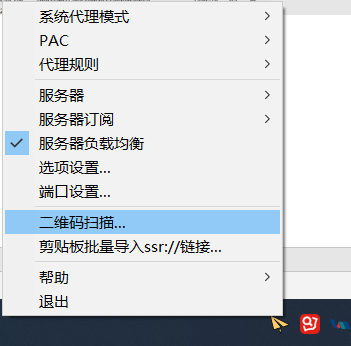 系统代理模式
PAC
代理规则
服务器
服务器订阅
服务器负载均衡
选项设置...
端口设置...
二维码扫描...
剪贴板批量导入ssr://链接...
帮助
退出